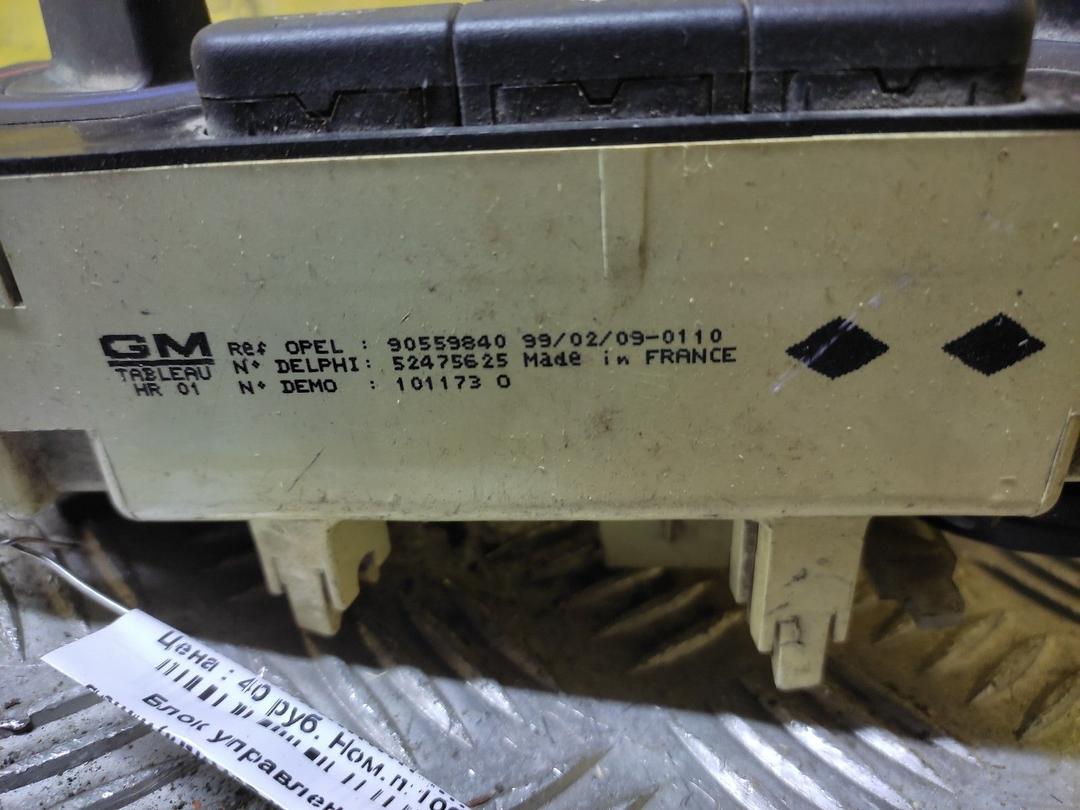 GM
TABLEAU
HR 01
Ref OPEL : 90559840 99/02/09-0110
N° DELPHI: 52475625 Made in FRANCE
N° DEMO : 101173 0
Цена : 40 руб. Ном.п:
Блок управлен